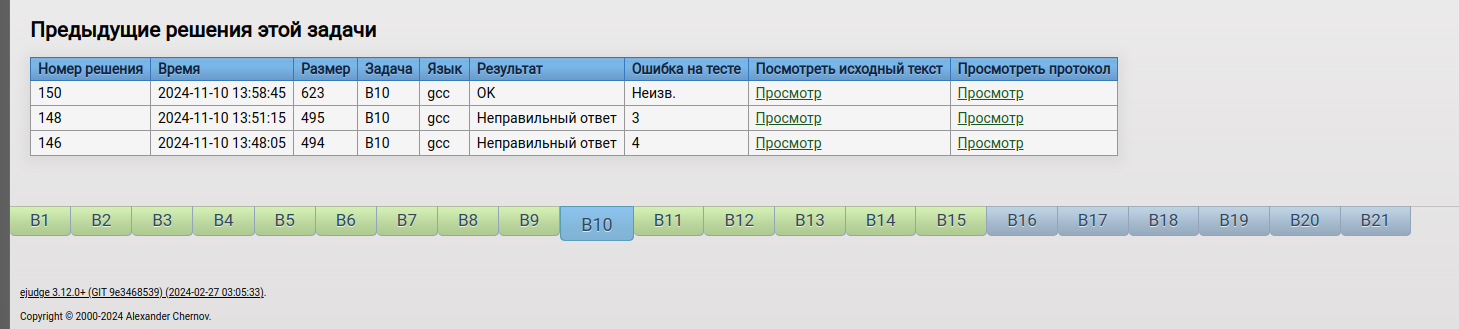 Предыдущие решения этой задачи
Номер решения Время Размер Задача Язык Результат Ошибка на тесте Посмотреть исходный текст Просмотреть протокол
150 2024-11-10 13:58:45 623 B10 gcc OK Неизв. Просмотр Просмотр
148 2024-11-10 13:51:15 495 B10 gcc Неправильный ответ 3 Просмотр Просмотр
146 2024-11-10 13:48:05 494 B10 gcc Неправильный ответ 4 Просмотр Просмотр
B1 B2 B3 B4 B5 B6 B7 B8 B9 B10 B11 B12 B13 B14 B15 B16 B17 B18 B19 B20 B21
ejudge 3.12.0+ (GIT 9e3468539) (2024-02-27 03:05:33).
Copyright © 2000-2024 Alexander Chernov.